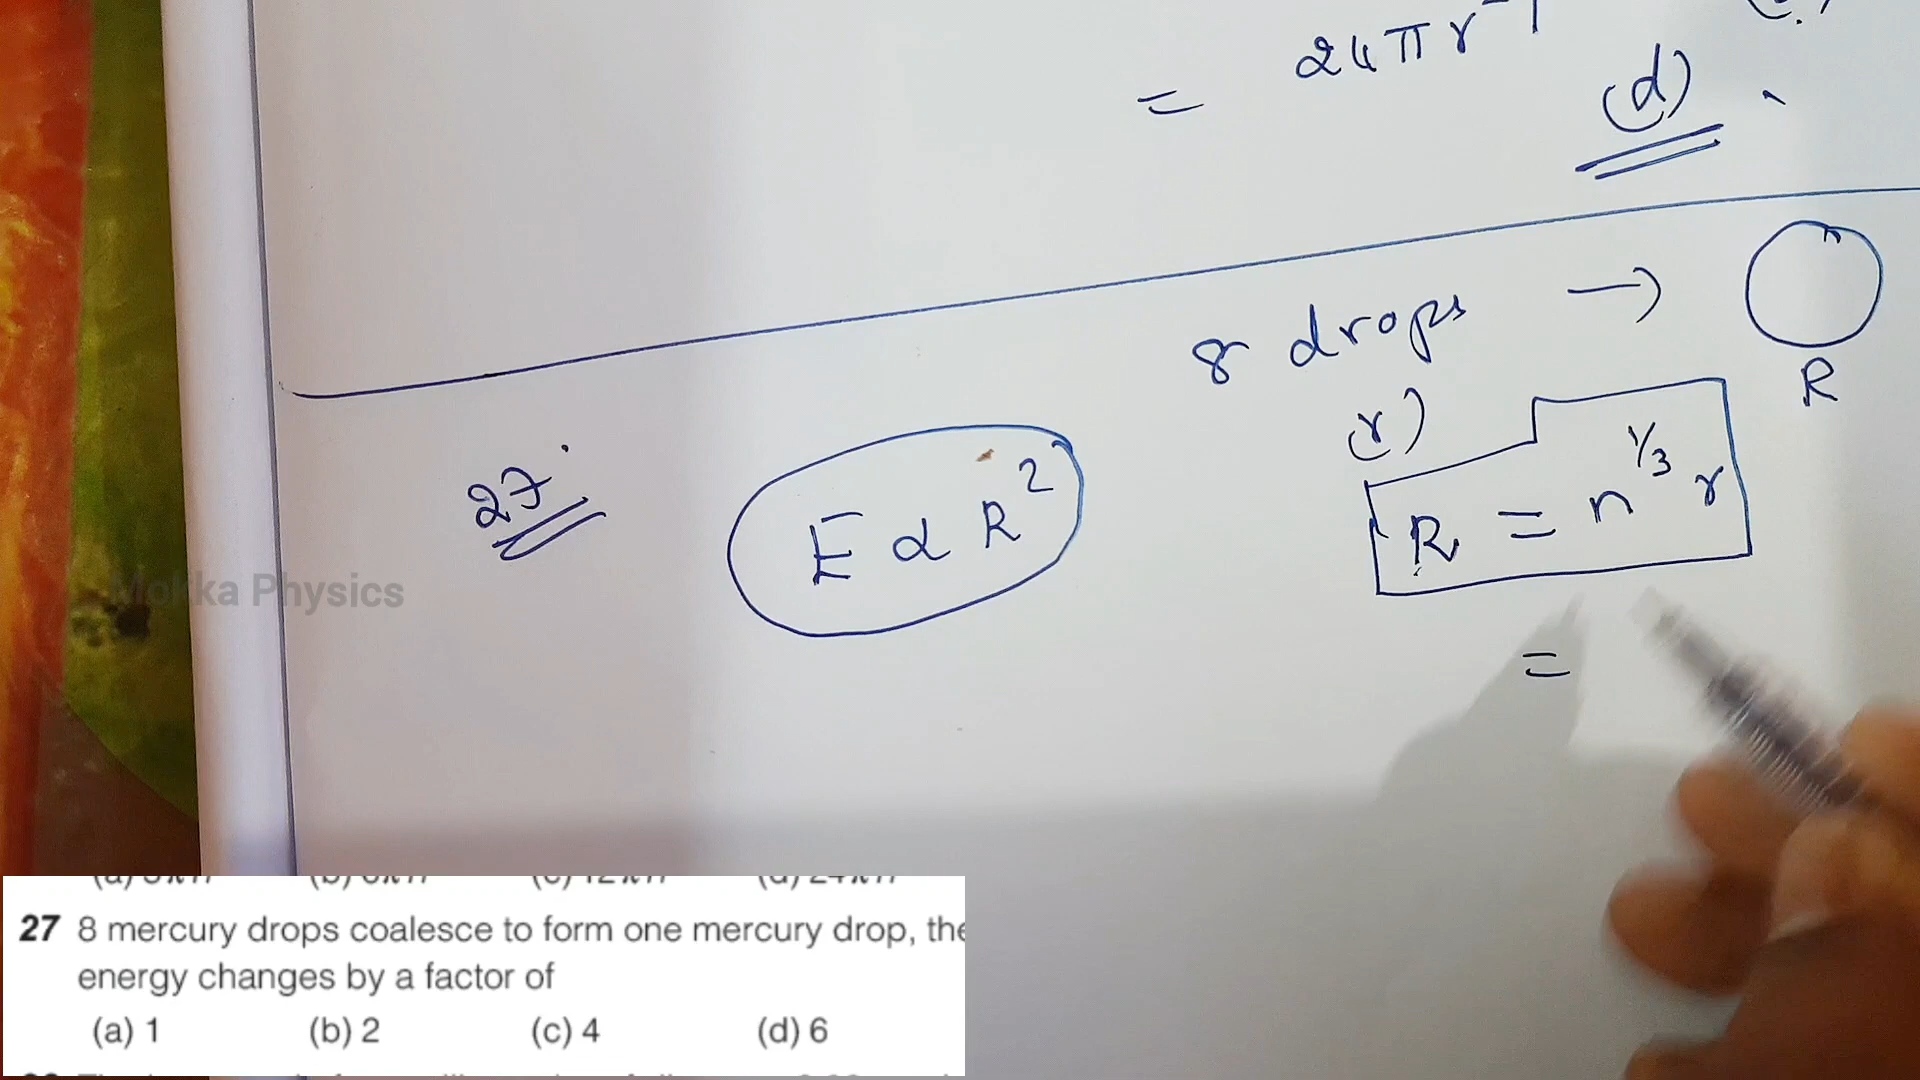 = 24πr
(d)
8 drops →
(r)
R
27.
E α R²
R = n^1/3 r
=
Mokka Physics
27 8 mercury drops coalesce to form one mercury drop, the
energy changes by a factor of
(a) 1 (b) 2 (c) 4 (d) 6